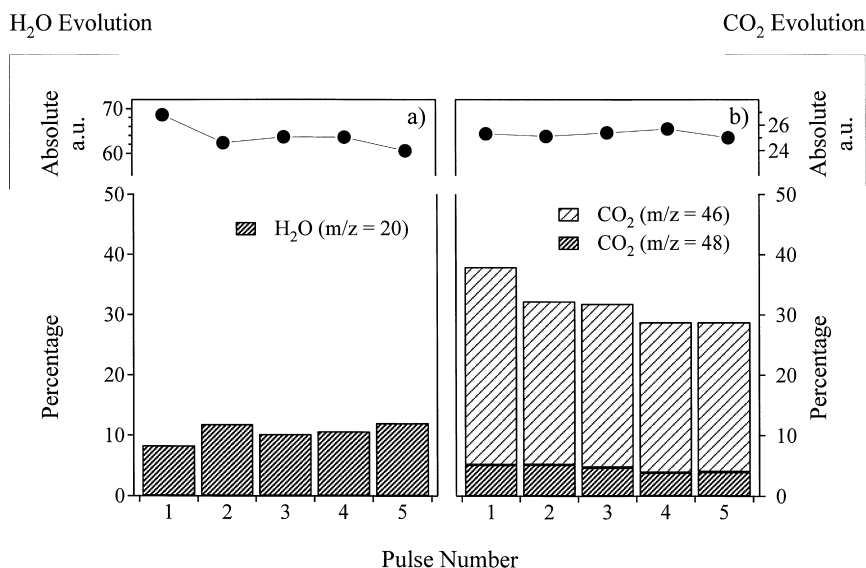 H₂O Evolution
CO₂ Evolution
Absolute
a.u.
70
60
a)
b)
26
24
Absolute
a.u.
Percentage
50
40
30
20
10
0
H₂O (m/z = 20)
1 2 3 4 5
CO₂ (m/z = 46)
CO₂ (m/z = 48)
1 2 3 4 5
50
40
30
20
10
0
Percentage
Pulse Number